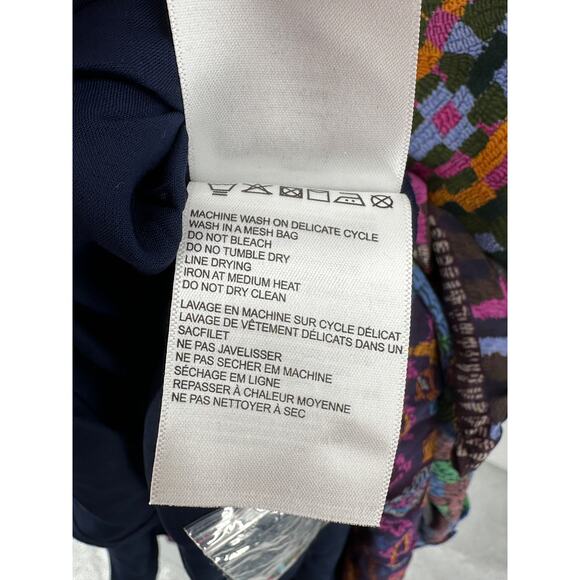 MACHINE WASH ON DELICATE CYCLE
WASH IN A MESH BAG
DO NOT BLEACH
DO NOT TUMBLE DRY
LINE DRYING
IRON AT MEDIUM HEAT
DO NOT DRY CLEAN
LAVAGE EN MACHINE SUR CYCLE DÉLICAT
LAVAGE DE VÊTEMENT DÉLICATS DANS UN
SACFILET
NE PAS JAVELISSER
NE PAS SECHER EM MACHINE
SÉCHAGE EN LIGNE
REPASSER À CHALEUR MOYENNE
NE PAS NETTOYER À SEC